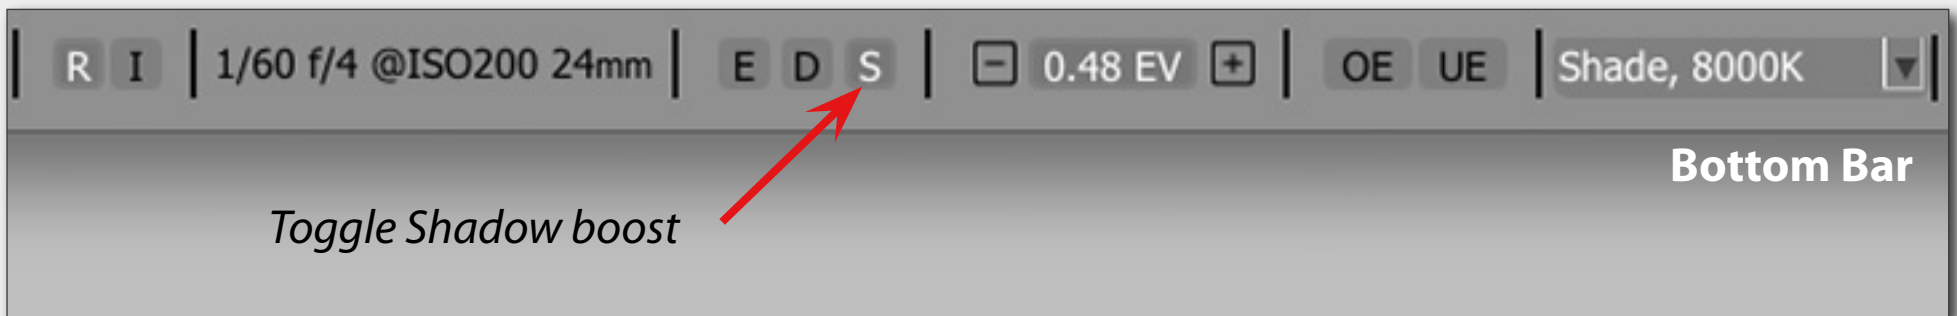 R I 1/60 f/4 @ISO200 24mm E D S − 0.48 EV + OE UE Shade, 8000K
Bottom Bar
Toggle Shadow boost